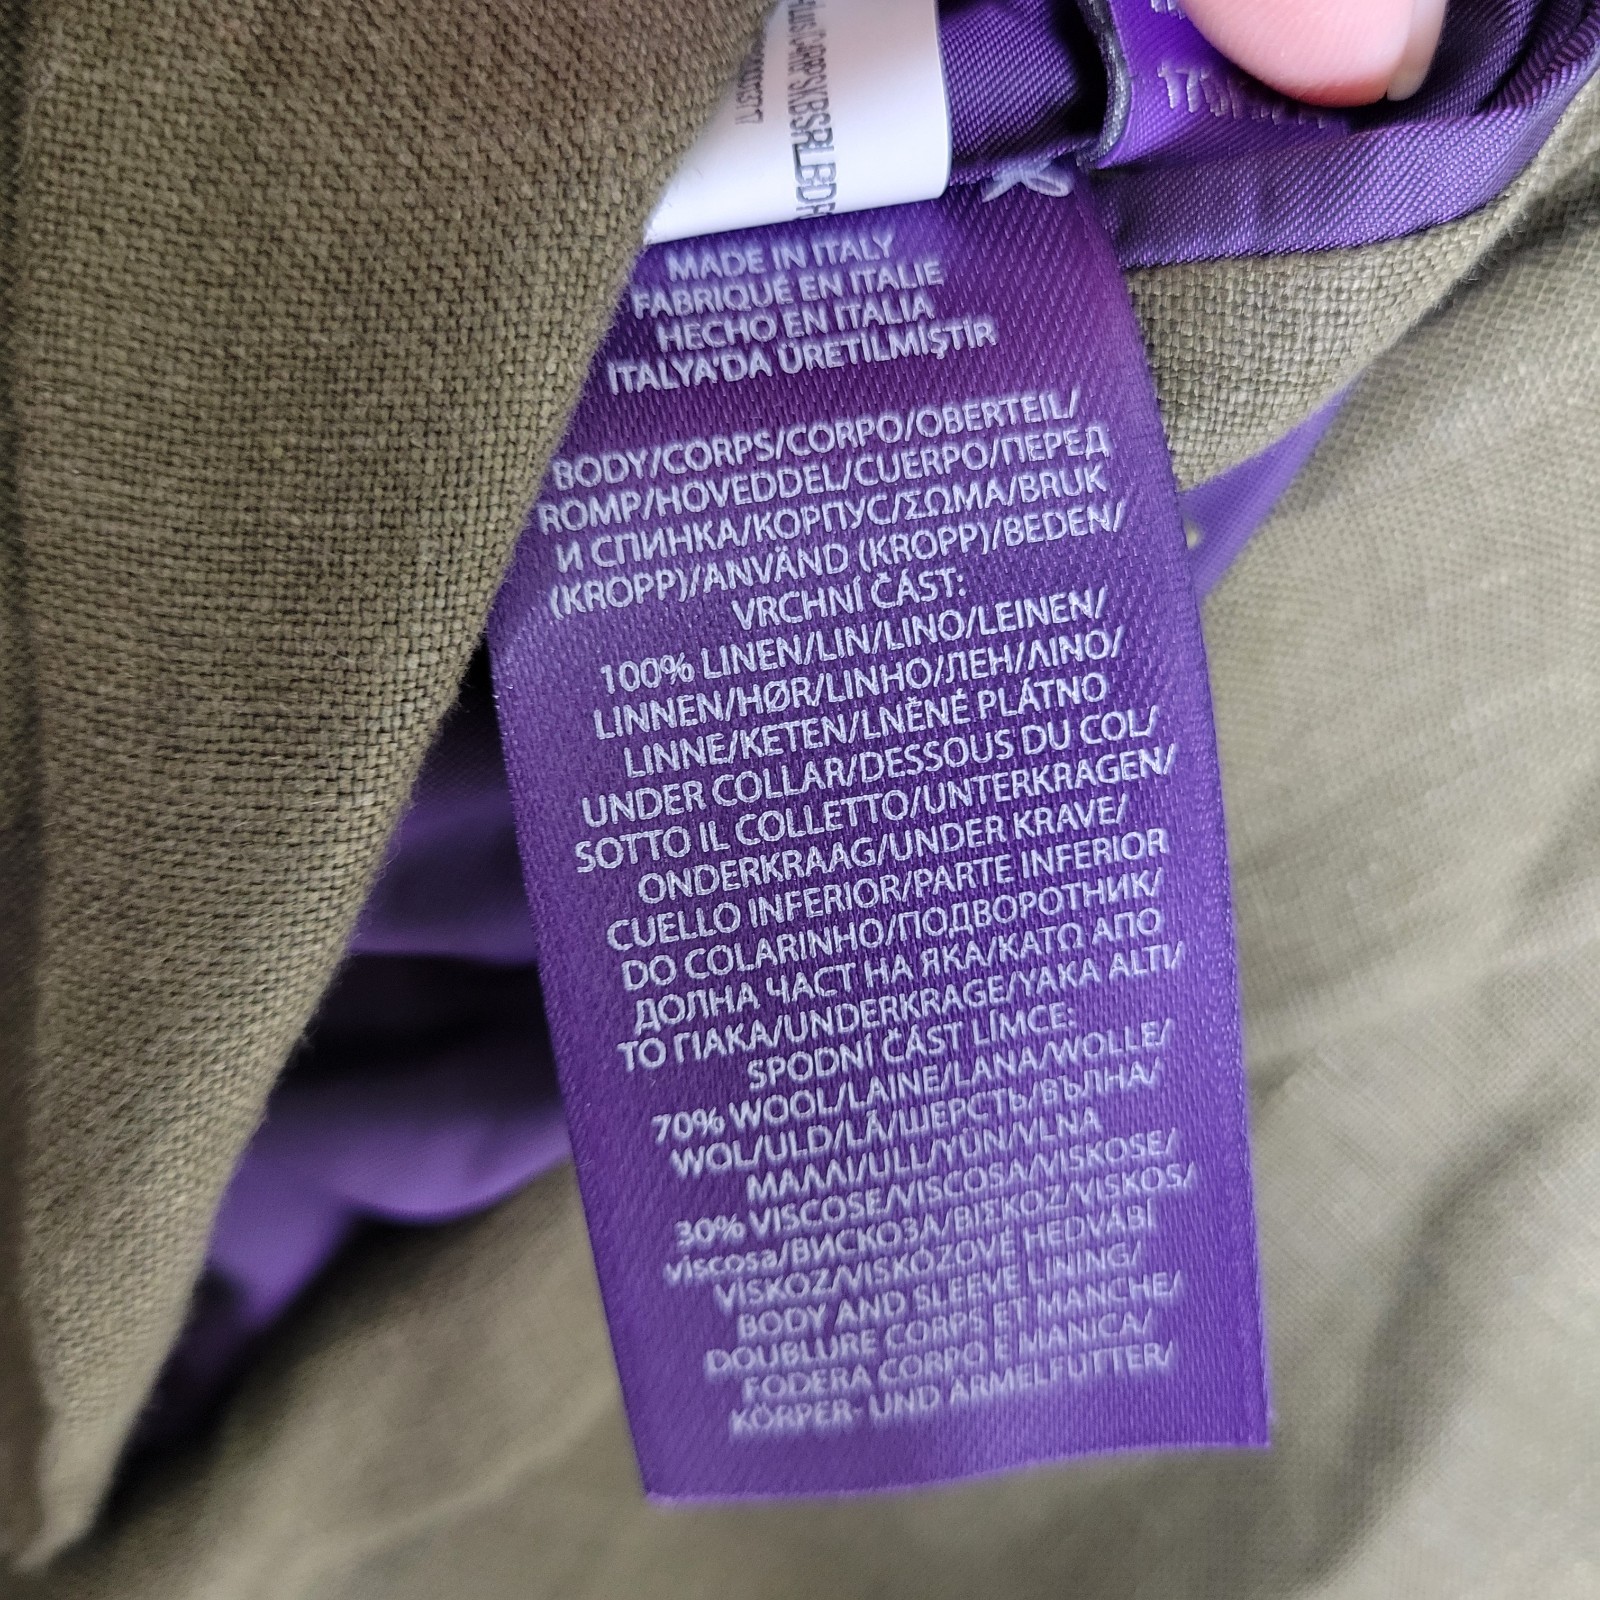 MADE IN ITALY
FABRIQUÉ EN ITALIE
HECHO EN ITALIA
İTALYA'DA ÜRETİLMİŞTİR
BODY/CORPS/CORPO/OBERTEIL/
ROMP/HOVEDDEL/CUERPO/ПЕРЕД
И СПИНКА/КОРПУС/ΣΩΜΑ/BRUK
(KROPP)/ANVÄND (KROPP)/BEDEN/
VRCHNÍ ČÁST:
100% LINEN/LIN/LINO/LEINEN/
LINNEN/HØR/LINHO/ЛЕН/ΛΙΝΟ/
LINNE/KETEN/LNĚNÉ PLÁTNO
UNDER COLLAR/DESSOUS DU COL/
SOTTO IL COLLETTO/UNTERKRAGEN/
ONDERKRAAG/UNDER KRAVE/
CUELLO INFERIOR/PARTE INFERIOR
DO COLARINHO/ПОДВОРОТНИК/
ДОЛНА ЧАСТ НА ЯКА/ΚΑΤΩ ΑΠΟ
ΤΟ ΓΙΑΚΑ/UNDERKRAGE/YAKA ALTI/
SPODNÍ ČÁST LÍMCE:
70% WOOL/LAINE/LANA/WOLLE/
WOL/ULD/LÃ/ШЕРСТЬ/ВЪЛНА/
ΜΑΛΛΙ/ULL/YÜN/VLNA
30% VISCOSE/VISCOSA/VISKOSE/
viscosa/ВИСКОЗА/ΒΙΣΚΟΖ/VISKOS/
VISKOZ/VISKÓZOVÉ HEDVÁBÍ
BODY AND SLEEVE LINING/
DOUBLURE CORPS ET MANCHE/
FODERA CORPO E MANICA/
KÖRPER- UND ÄRMELFUTTER/